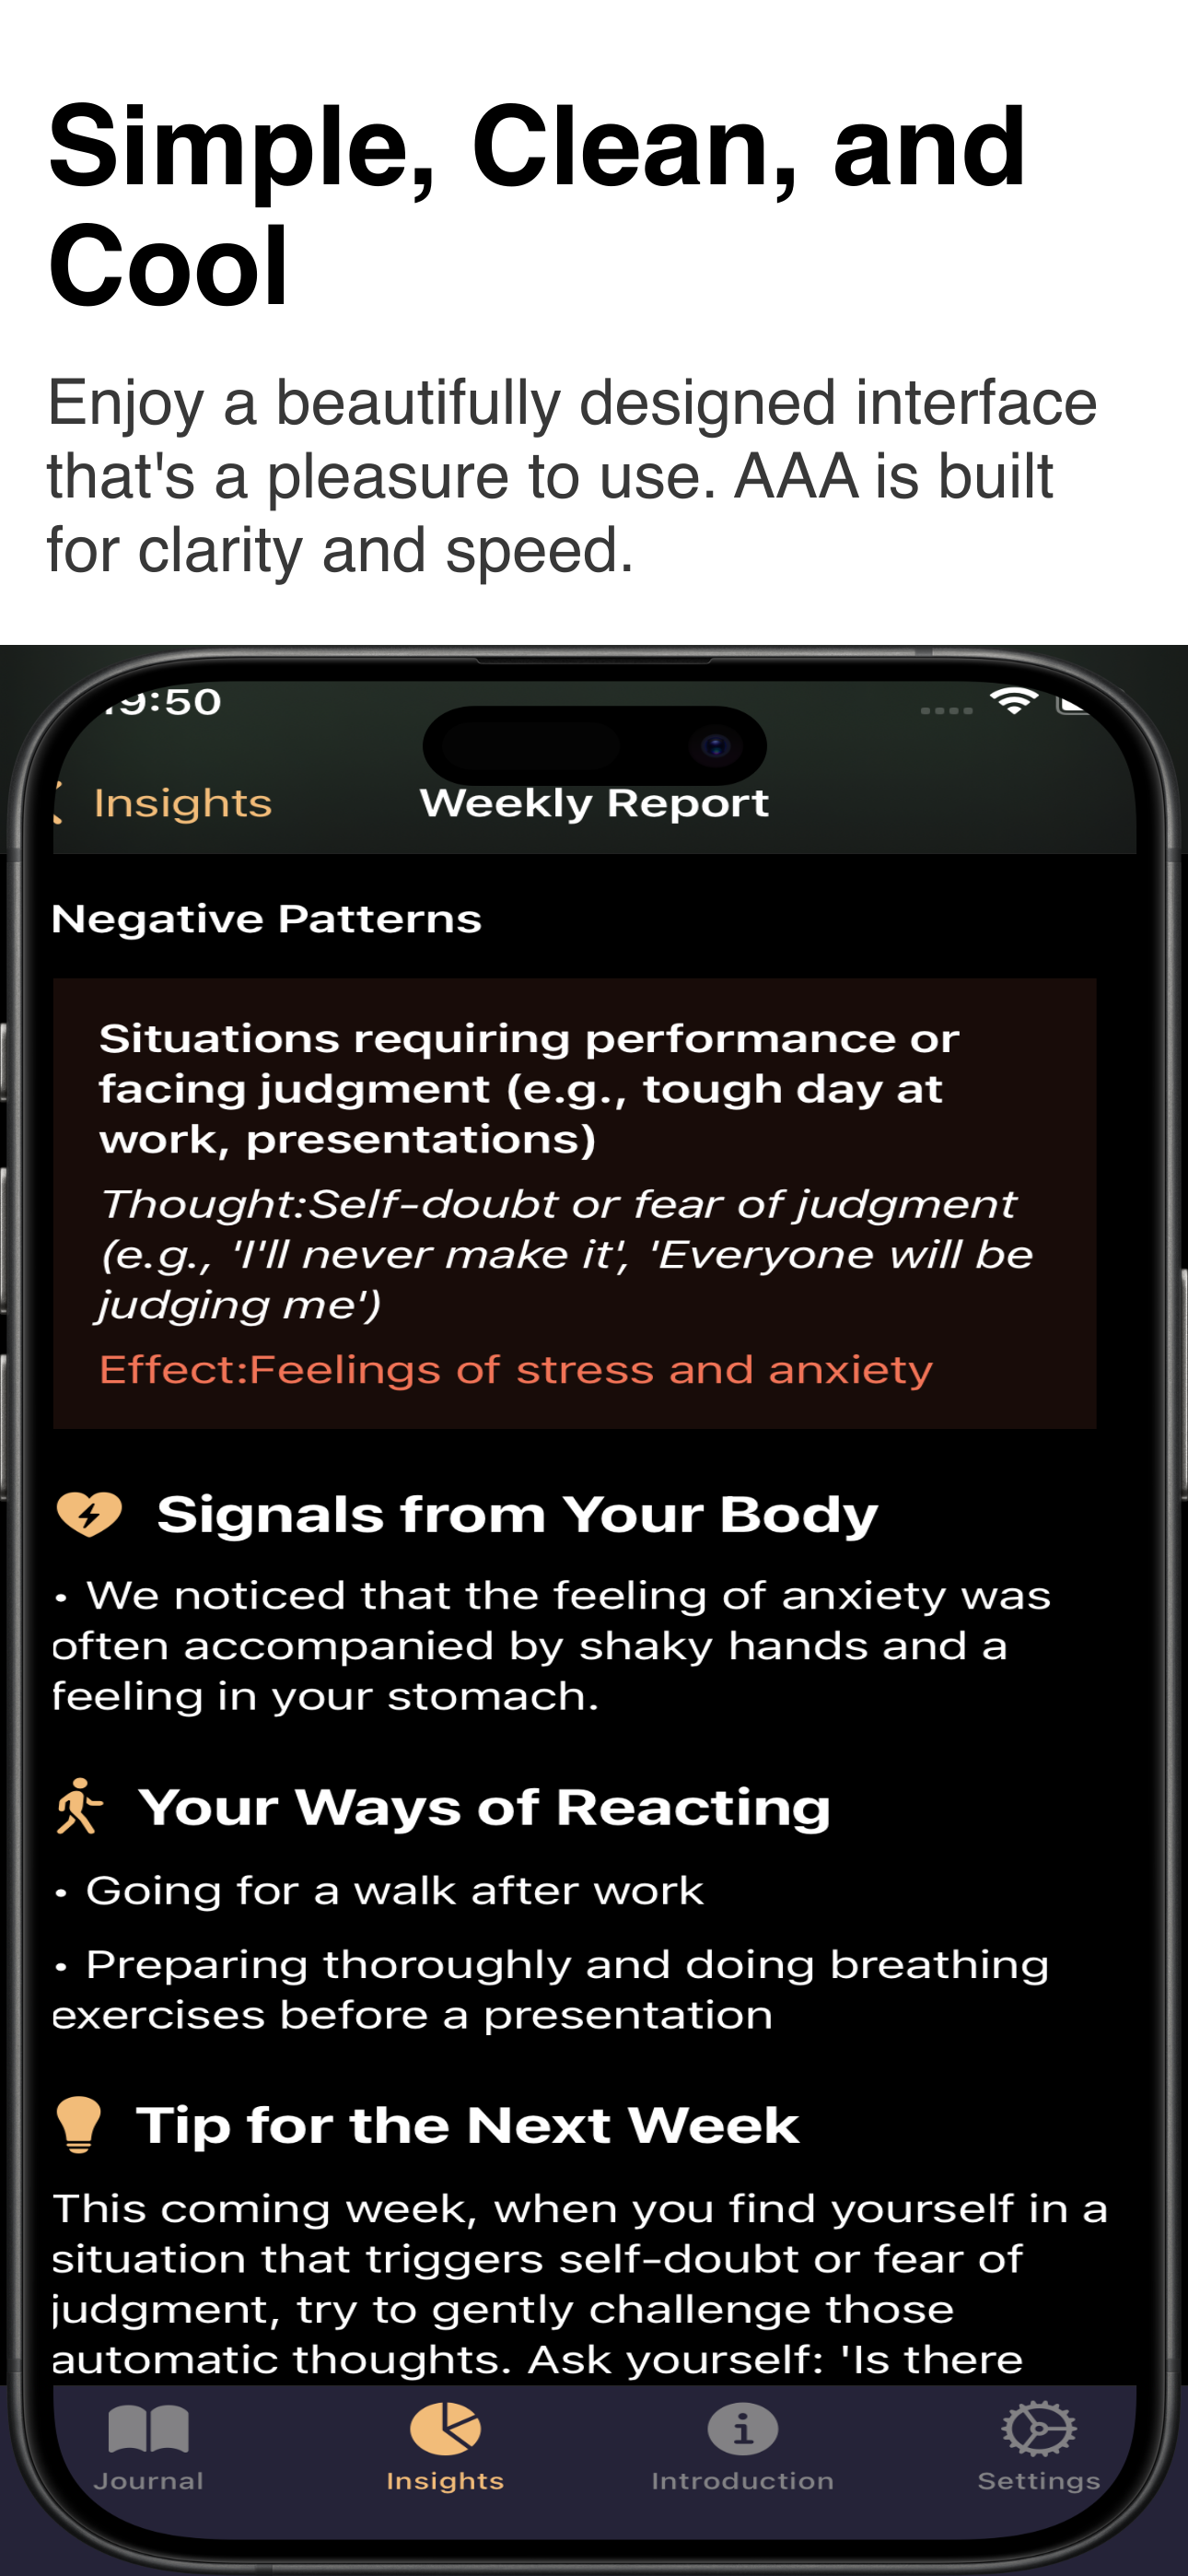 Simple, Clean, and
Cool
Enjoy a beautifully designed interface
that's a pleasure to use. AAA is built
for clarity and speed.
19:50
Insights
Weekly Report
Negative Patterns
Situations requiring performance or
facing judgment (e.g., tough day at
work, presentations)
Thought:Self-doubt or fear of judgment
(e.g., 'I'll never make it', 'Everyone will be
judging me')
Effect:Feelings of stress and anxiety
Signals from Your Body
• We noticed that the feeling of anxiety was
often accompanied by shaky hands and a
feeling in your stomach.
Your Ways of Reacting
• Going for a walk after work
• Preparing thoroughly and doing breathing
exercises before a presentation
Tip for the Next Week
This coming week, when you find yourself in a
situation that triggers self-doubt or fear of
judgment, try to gently challenge those
automatic thoughts. Ask yourself: 'Is there
Journal
Insights
Introduction
Settings